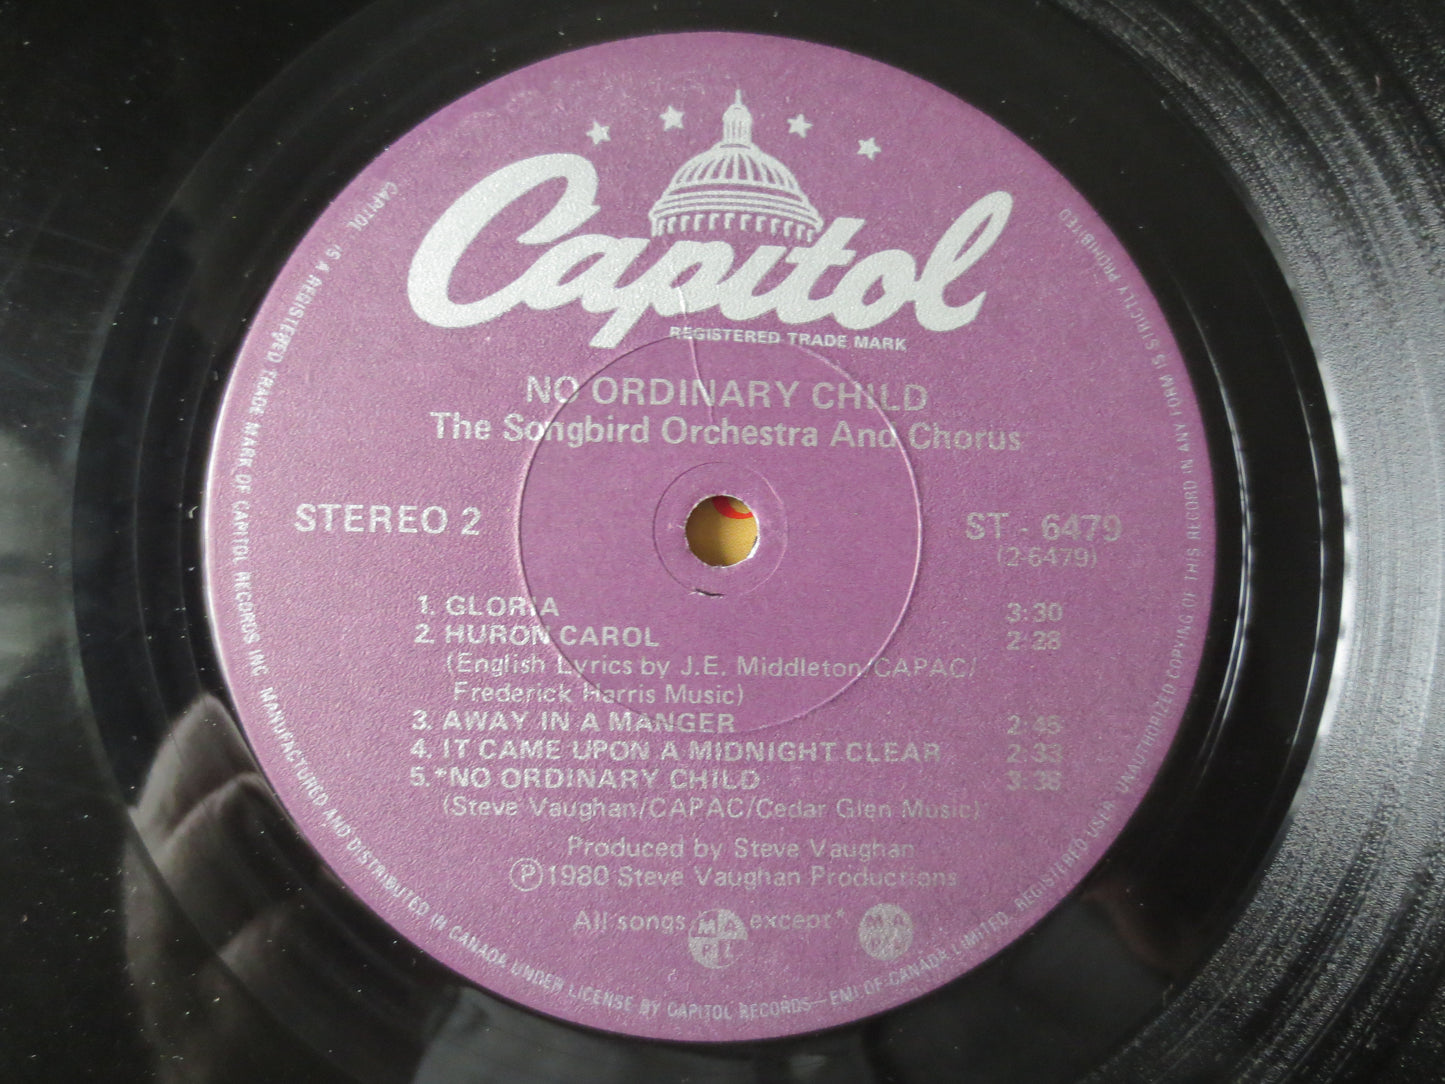 Capitol
REGISTERED TRADE MARK
NO ORDINARY CHILD
The Songbird Orchestra And Chorus
STEREO 2
ST - 6479
(2-6479)
1. GLORIA 3:30
2. HURON CAROL 2:28
(English Lyrics by J.E. Middleton/CAPAC/
Frederick Harris Music)
3. AWAY IN A MANGER 2:45
4. IT CAME UPON A MIDNIGHT CLEAR 2:33
5.*NO ORDINARY CHILD 3:36
(Steve Vaughan/CAPAC/Cedar Glen Music)
Produced by Steve Vaughan
Ⓟ1980 Steve Vaughan Productions
All songs MAPL except* MAPL
CAPITOL IS A REGISTERED TRADE MARK OF CAPITOL RECORDS INC. MANUFACTURED AND DISTRIBUTED IN CANADA UNDER LICENSE BY CAPITOL RECORDS—EMI OF CANADA LIMITED, REGISTERED USER. UNAUTHORIZED COPYING OF THIS RECORD IN ANY FORM IS STRICTLY PROHIBITED